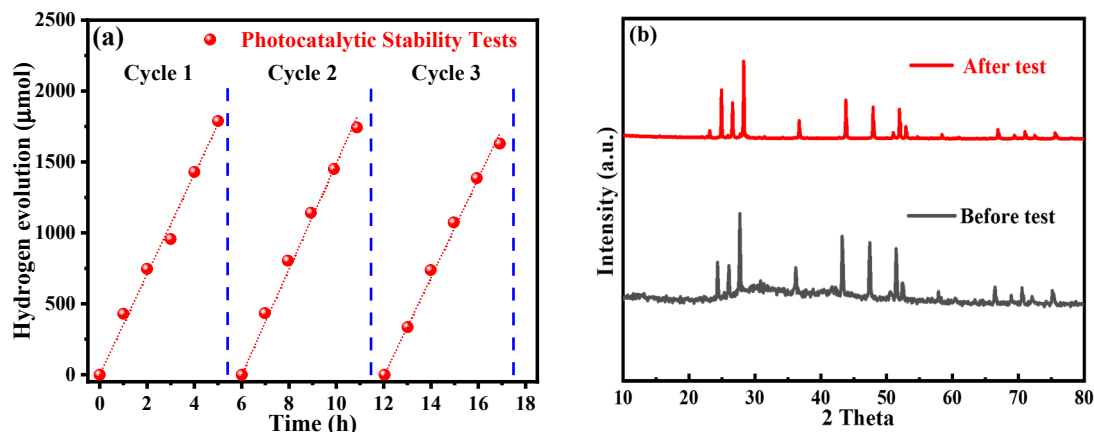 (a)
Photocatalytic Stability Tests
Cycle 1 Cycle 2 Cycle 3
Hydrogen evolution (μmol)
2500
2000
1500
1000
500
0
0 2 4 6 8 10 12 14 16 18
Time (h)
(b)
After test
Before test
Intensity (a.u.)
10 20 30 40 50 60 70 80
2 Theta